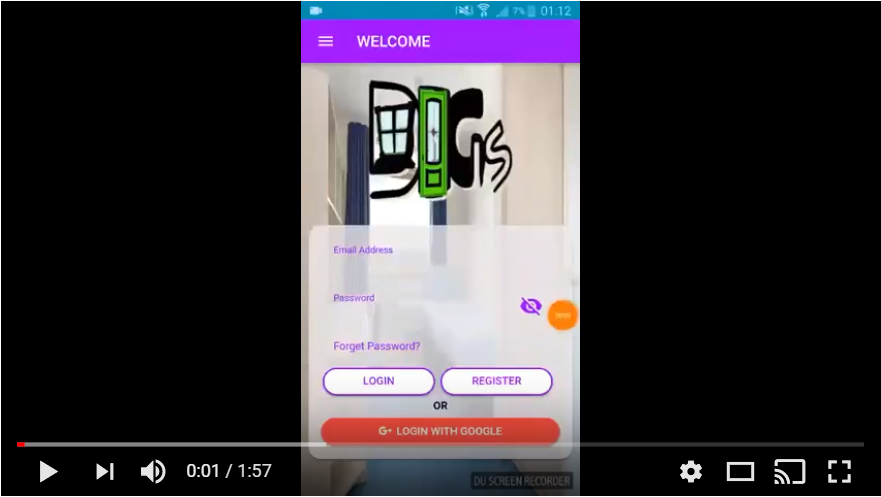 7% 01:12
WELCOME
DIGS
Email Address
Password
Forget Password?
LOGIN REGISTER
OR
G+ LOGIN WITH GOOGLE
DU SCREEN RECORDER
0:01 / 1:57